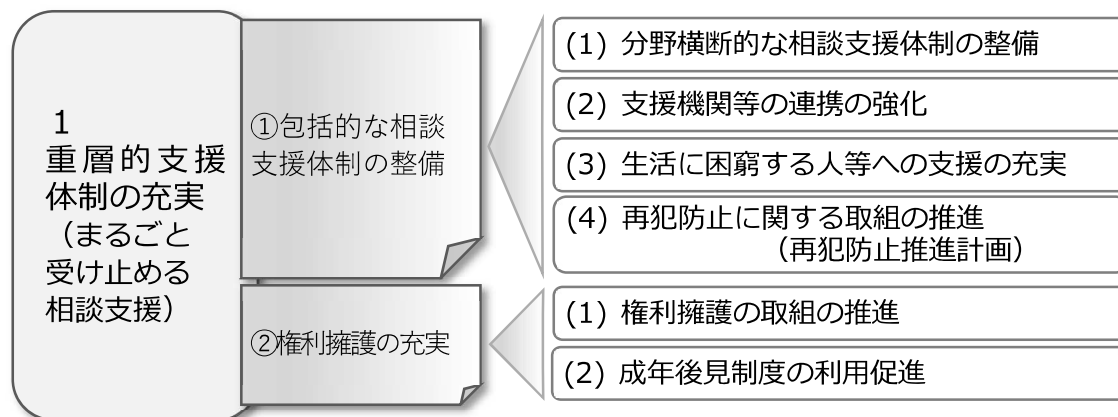 1
重層的支援
体制の充実
（まるごと
受け止める
相談支援）
①包括的な相談
支援体制の整備
(1) 分野横断的な相談支援体制の整備
(2) 支援機関等の連携の強化
(3) 生活に困窮する人等への支援の充実
(4) 再犯防止に関する取組の推進
（再犯防止推進計画）
②権利擁護の充実
(1) 権利擁護の取組の推進
(2) 成年後見制度の利用促進